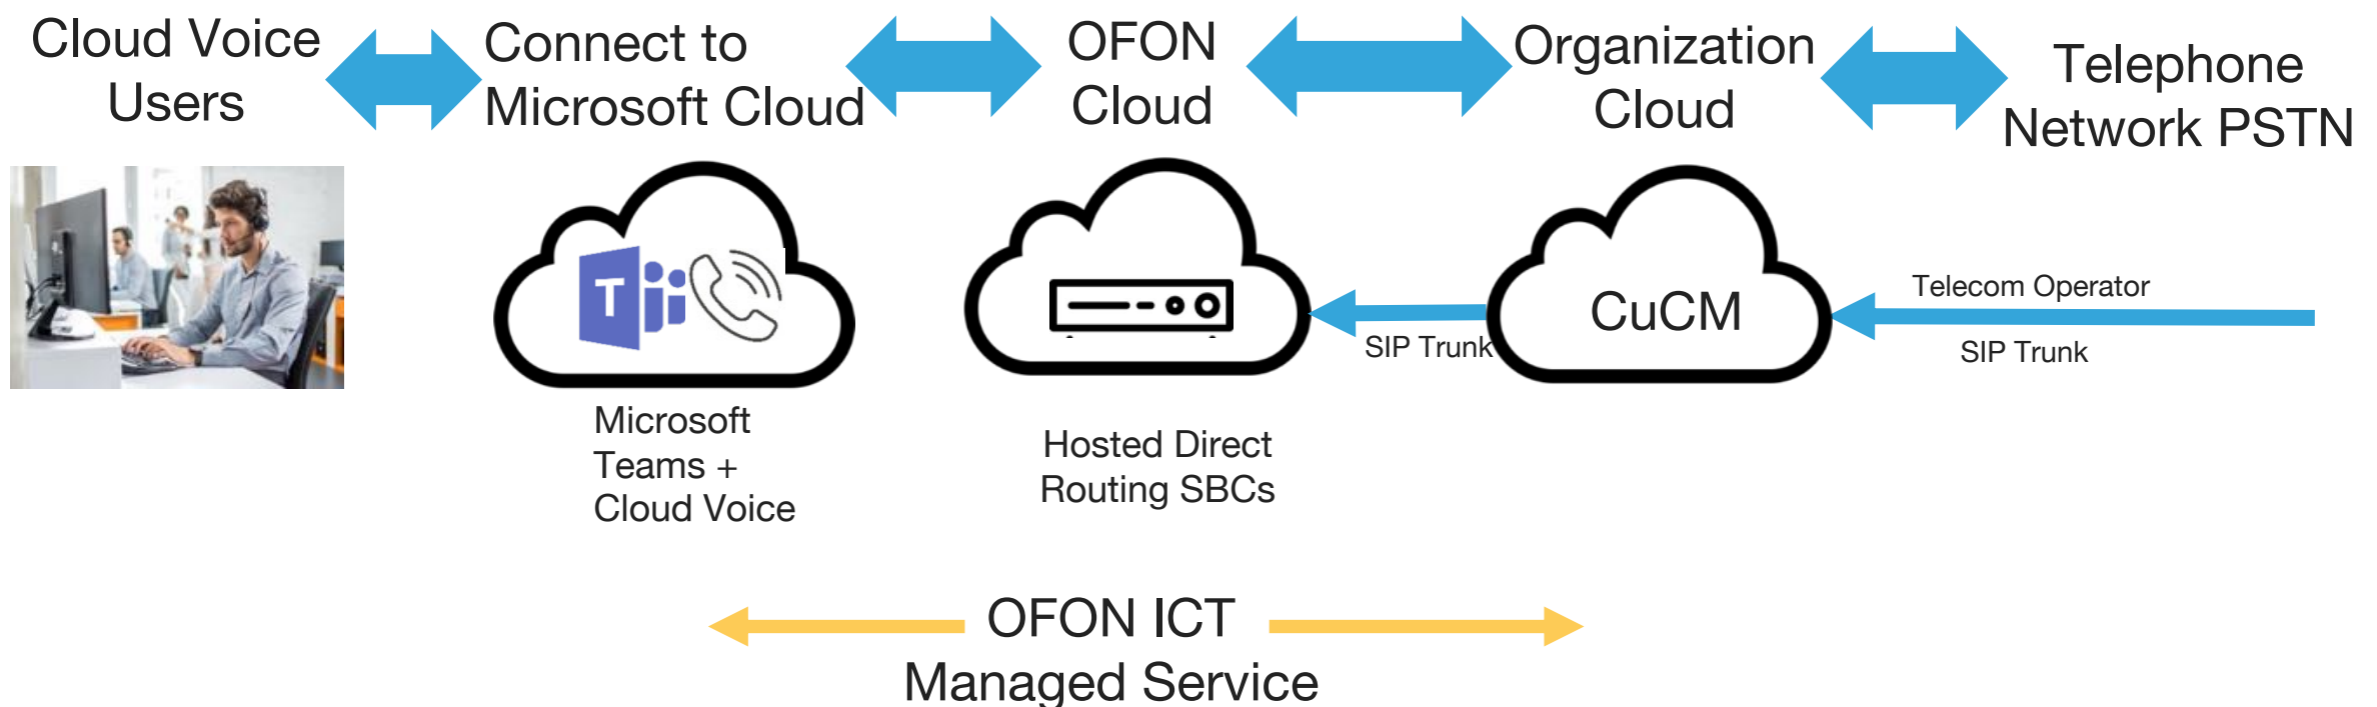 Cloud Voice
Users
Connect to
Microsoft Cloud
OFON
Cloud
Organization
Cloud
Telephone
Network PSTN
T
CuCM
Telecom Operator
SIP Trunk
SIP Trunk
Microsoft
Teams +
Cloud Voice
Hosted Direct
Routing SBCs
OFON ICT
Managed Service